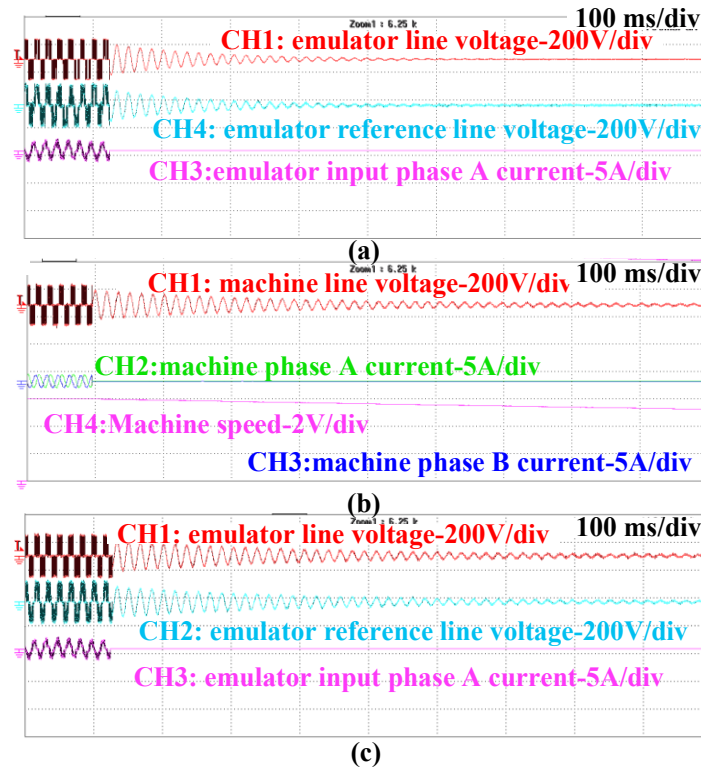 Zoom1 : 6.25 k
100 ms/div
CH1: emulator line voltage-200V/div
CH4: emulator reference line voltage-200V/div
CH3:emulator input phase A current-5A/div
(a)
Zoom1 : 6.25 k
100 ms/div
CH1: machine line voltage-200V/div
CH2:machine phase A current-5A/div
CH4:Machine speed-2V/div
CH3:machine phase B current-5A/div
(b)
Zoom1 : 6.25 k
100 ms/div
CH1: emulator line voltage-200V/div
CH2: emulator reference line voltage-200V/div
CH3: emulator input phase A current-5A/div
(c)